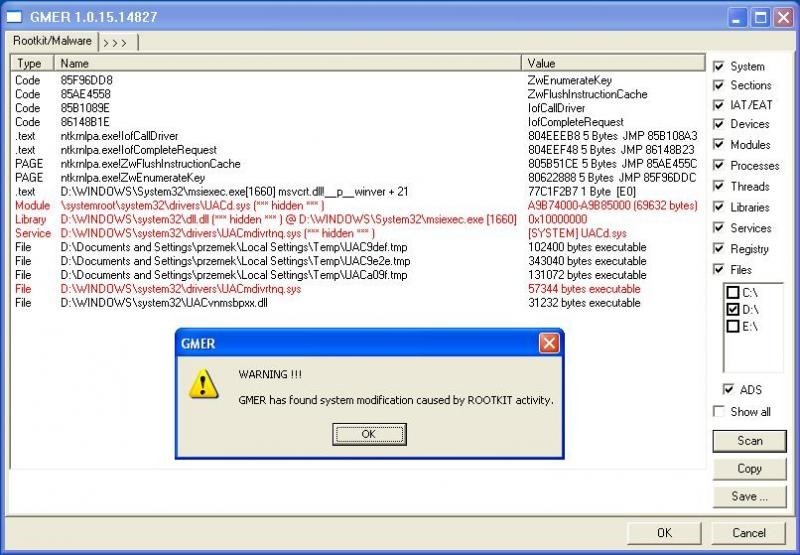 GMER 1.0.15.14827
Rootkit/Malware > > >
Type Name Value
Code 85F96DD8 ZwEnumerateKey
Code 85AE4558 ZwFlushInstructionCache
Code 85B1089E IofCallDriver
Code 86148B1E IofCompleteRequest
.text ntkrnlpa.exe!IofCallDriver 804EEEB8 5 Bytes JMP 85B108A3
.text ntkrnlpa.exe!IofCompleteRequest 804EEF48 5 Bytes JMP 86148B23
PAGE ntkrnlpa.exe!ZwFlushInstructionCache 805B51CE 5 Bytes JMP 85AE455C
PAGE ntkrnlpa.exe!ZwEnumerateKey 80622888 5 Bytes JMP 85F96DDC
.text D:\WINDOWS\System32\msiexec.exe[1660] msvcrt.dll!__p__winver + 21 77C1F2B7 1 Byte [E0]
Module \systemroot\system32\drivers\UACd.sys (*** hidden *** ) A9B74000-A9B85000 (69632 bytes)
Library D:\WINDOWS\system32\dll.dll (*** hidden *** ) @ D:\WINDOWS\System32\msiexec.exe [1660] 0x10000000
Service D:\WINDOWS\system32\drivers\UACmdivrtnq.sys (*** hidden *** ) [SYSTEM] UACd.sys
File D:\Documents and Settings\przemek\Local Settings\Temp\UAC9def.tmp 102400 bytes executable
File D:\Documents and Settings\przemek\Local Settings\Temp\UAC9e2e.tmp 343040 bytes executable
File D:\Documents and Settings\przemek\Local Settings\Temp\UACa09f.tmp 131072 bytes executable
File D:\WINDOWS\system32\drivers\UACmdivrtnq.sys 57344 bytes executable
File D:\WINDOWS\system32\UACvnmsbpxx.dll 31232 bytes executable
System
Sections
IAT/EAT
Devices
Modules
Processes
Threads
Libraries
Services
Registry
Files
C:\
D:\
E:\
ADS
Show all
Scan
Copy
Save ...
GMER
WARNING !!!
GMER has found system modification caused by ROOTKIT activity.
OK
OK Cancel